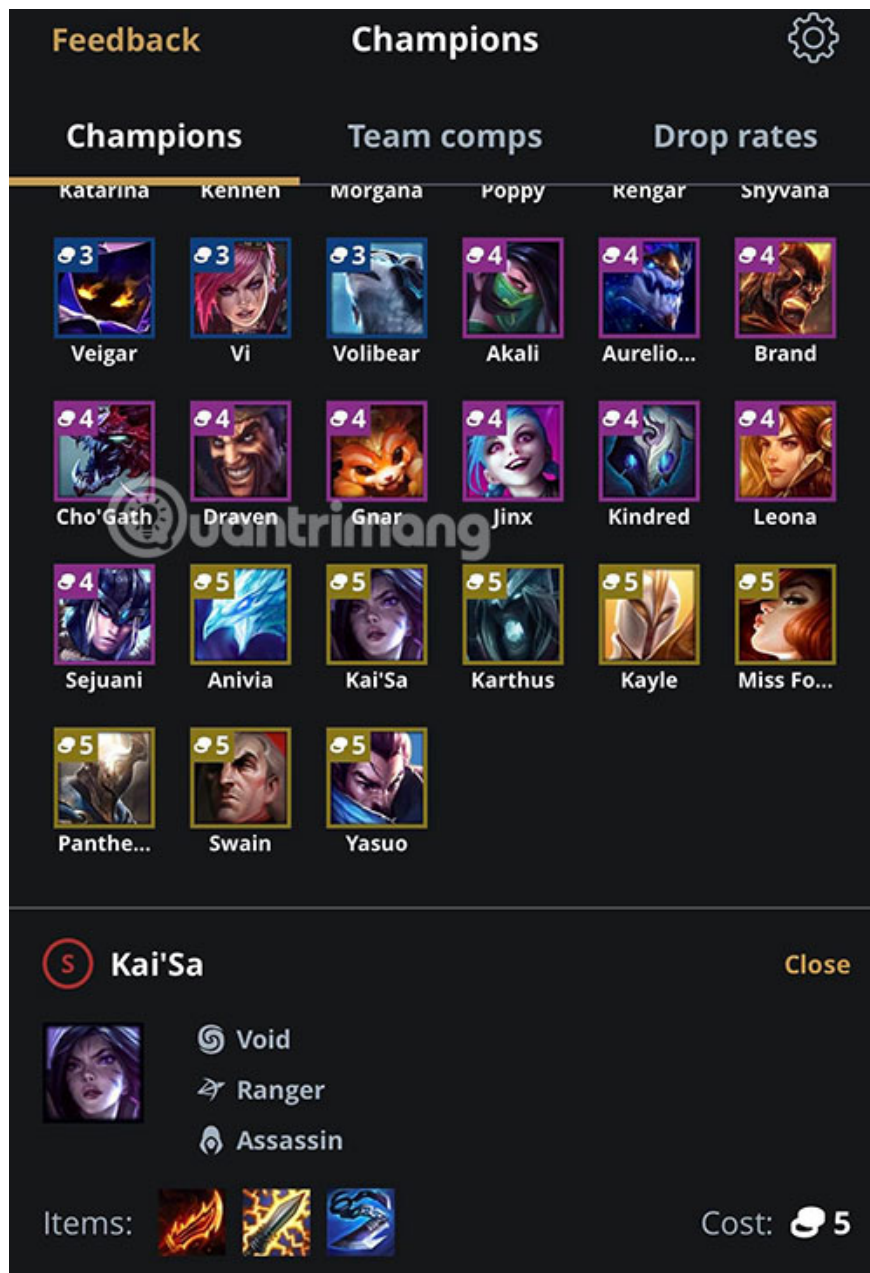 Feedback Champions
Champions Team comps Drop rates
Katarina Kennen Morgana Poppy Rengar Shyvana
3 3 3 4 4 4
Veigar Vi Volibear Akali Aurelio... Brand
4 4 4 4 4 4
Cho'Gath Draven Gnar Jinx Kindred Leona
Quantrimang
4 5 5 5 5 5
Sejuani Anivia Kai'Sa Karthus Kayle Miss Fo...
5 5 5
Panthe... Swain Yasuo
S Kai'Sa Close
Void
Ranger
Assassin
Items: Cost: 5